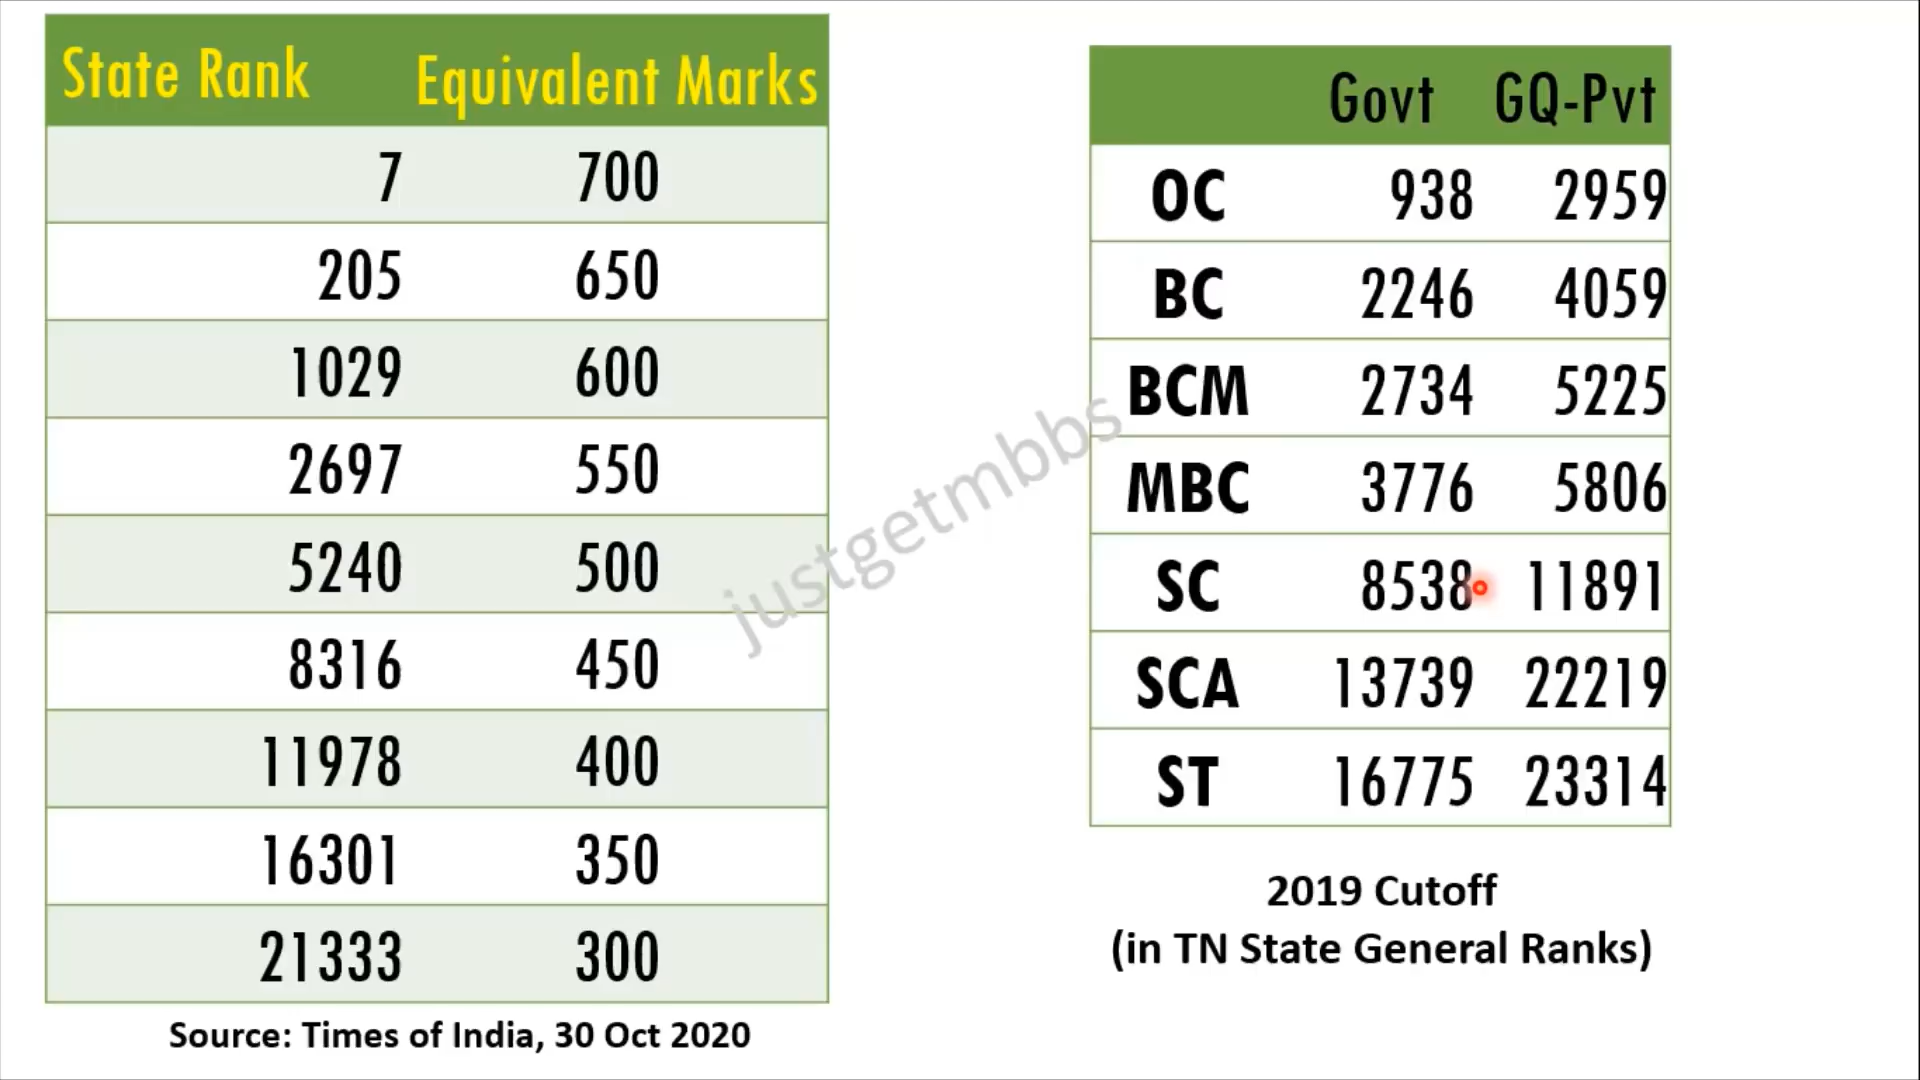 State Rank Equivalent Marks
7 700
205 650
1029 600
2697 550
5240 500
8316 450
11978 400
16301 350
21333 300
Source: Times of India, 30 Oct 2020
justgetmbbs
Govt GQ-Pvt
OC 938 2959
BC 2246 4059
BCM 2734 5225
MBC 3776 5806
SC 8538 11891
SCA 13739 22219
ST 16775 23314
2019 Cutoff
(in TN State General Ranks)